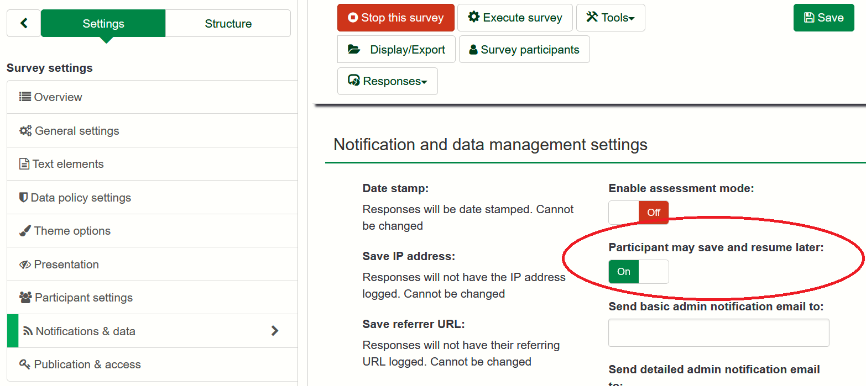 Settings
Structure
Survey settings
Overview
General settings
Text elements
Data policy settings
Theme options
Presentation
Participant settings
Notifications & data
Publication & access
Stop this survey
Execute survey
Tools
Save
Display/Export
Survey participants
Responses
Notification and data management settings
Date stamp:
Responses will be date stamped. Cannot
be changed
Save IP address:
Responses will not have the IP address
logged. Cannot be changed
Save referrer URL:
Responses will not have their referring
URL logged. Cannot be changed
Enable assessment mode:
Off
Participant may save and resume later:
On
Send basic admin notification email to:
Send detailed admin notification email
to: